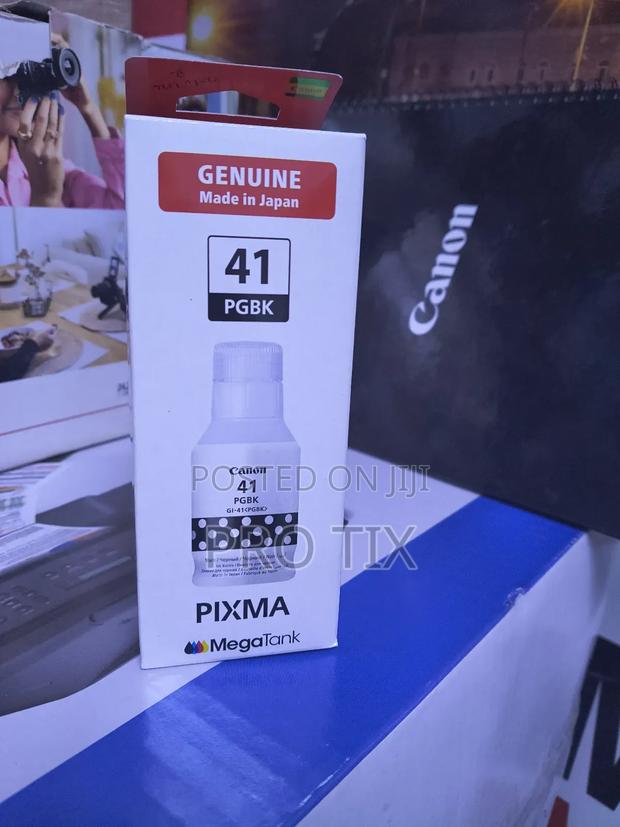 GENUINE
Made in Japan
41
PGBK
Canon
Canon
41
PGBK
GI-41<PGBK>
POSTED ON JIJI
PRO TIX
PIXMA
MegaTank